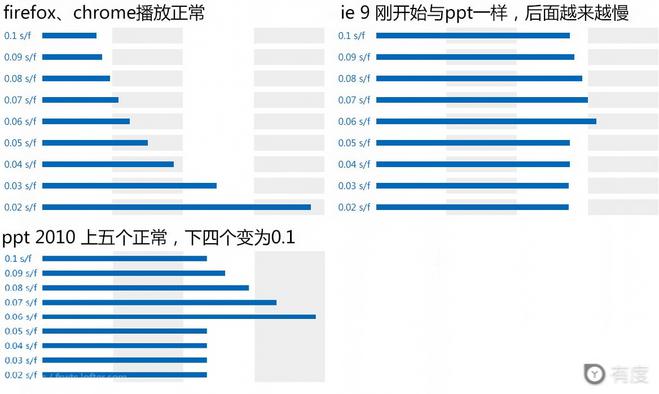 firefox、chrome播放正常
0.1 s/f
0.09 s/f
0.08 s/f
0.07 s/f
0.06 s/f
0.05 s/f
0.04 s/f
0.03 s/f
0.02 s/f
ie 9 刚开始与ppt一样，后面越来越慢
0.1 s/f
0.09 s/f
0.08 s/f
0.07 s/f
0.06 s/f
0.05 s/f
0.04 s/f
0.03 s/f
0.02 s/f
ppt 2010 上五个正常，下四个变为0.1
0.1 s/f
0.09 s/f
0.08 s/f
0.07 s/f
0.06 s/f
0.05 s/f
0.04 s/f
0.03 s/f
0.02 s/f
有度